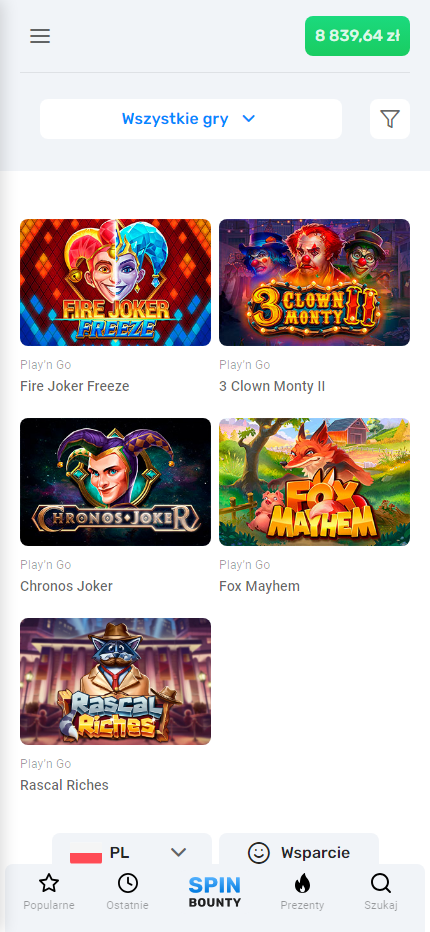 8 839,64 zł
Wszystkie gry
FIRE JOKER
FREEZE
3 CLOWN
MONTY II
Play'n Go
Play'n Go
Fire Joker Freeze
3 Clown Monty II
CHRONOS JOKER
FOX
MAYHEM
Play'n Go
Play'n Go
Chronos Joker
Fox Mayhem
Rascal
Riches
Play'n Go
Rascal Riches
PL
Wsparcie
SPIN
BOUNTY
Popularne
Ostatnie
Prezenty
Szukaj